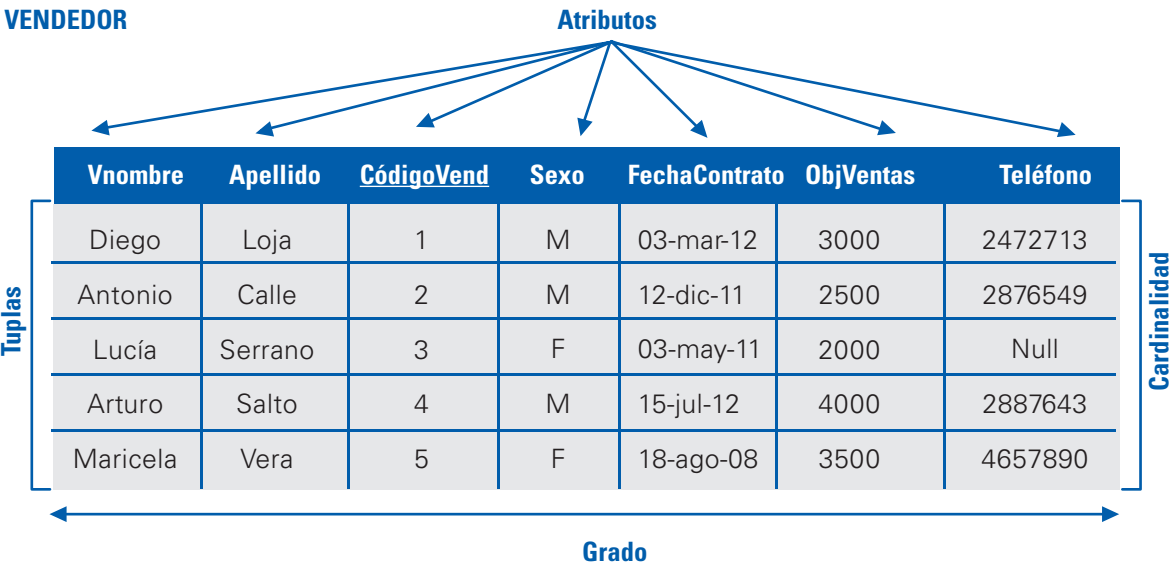 VENDEDOR
Atributos
Vnombre Apellido CódigoVend Sexo FechaContrato ObjVentas Teléfono
Diego Loja 1 M 03-mar-12 3000 2472713
Antonio Calle 2 M 12-dic-11 2500 2876549
Lucía Serrano 3 F 03-may-11 2000 Null
Arturo Salto 4 M 15-jul-12 4000 2887643
Maricela Vera 5 F 18-ago-08 3500 4657890
Tuplas
Cardinalidad
Grado